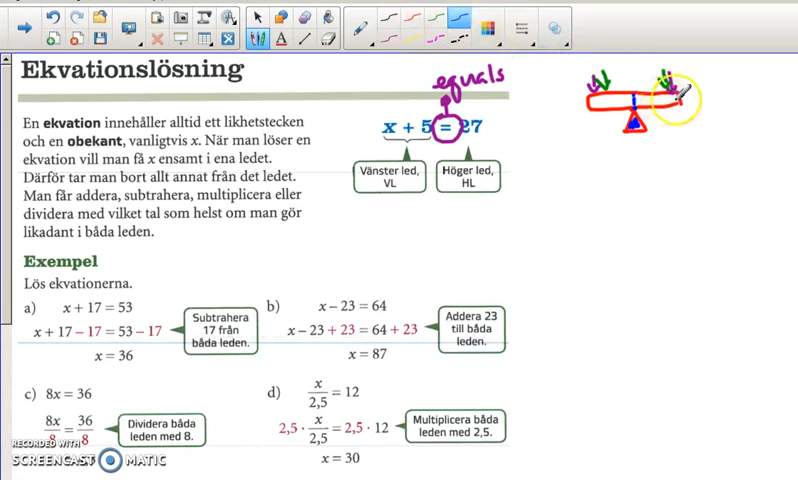 Ekvationslösning
equals
En ekvation innehåller alltid ett likhetstecken
och en obekant, vanligtvis x. När man löser en
ekvation vill man få x ensamt i ena ledet.
Därför tar man bort allt annat från det ledet.
Man får addera, subtrahera, multiplicera eller
dividera med vilket tal som helst om man gör
likadant i båda leden.
x + 5 = 27
Vänster led,
VL
Höger led,
HL
Exempel
Lös ekvationerna.
a) x + 17 = 53
x + 17 − 17 = 53 − 17
x = 36
Subtrahera
17 från
båda leden.
b) x − 23 = 64
x − 23 + 23 = 64 + 23
x = 87
Addera 23
till båda
leden.
c) 8x = 36
8x/8 = 36/8
Dividera båda
leden med 8.
d) x/2,5 = 12
2,5 · x/2,5 = 2,5 · 12
x = 30
Multiplicera båda
leden med 2,5.
RECORDED WITH
SCREENCAST MATIC